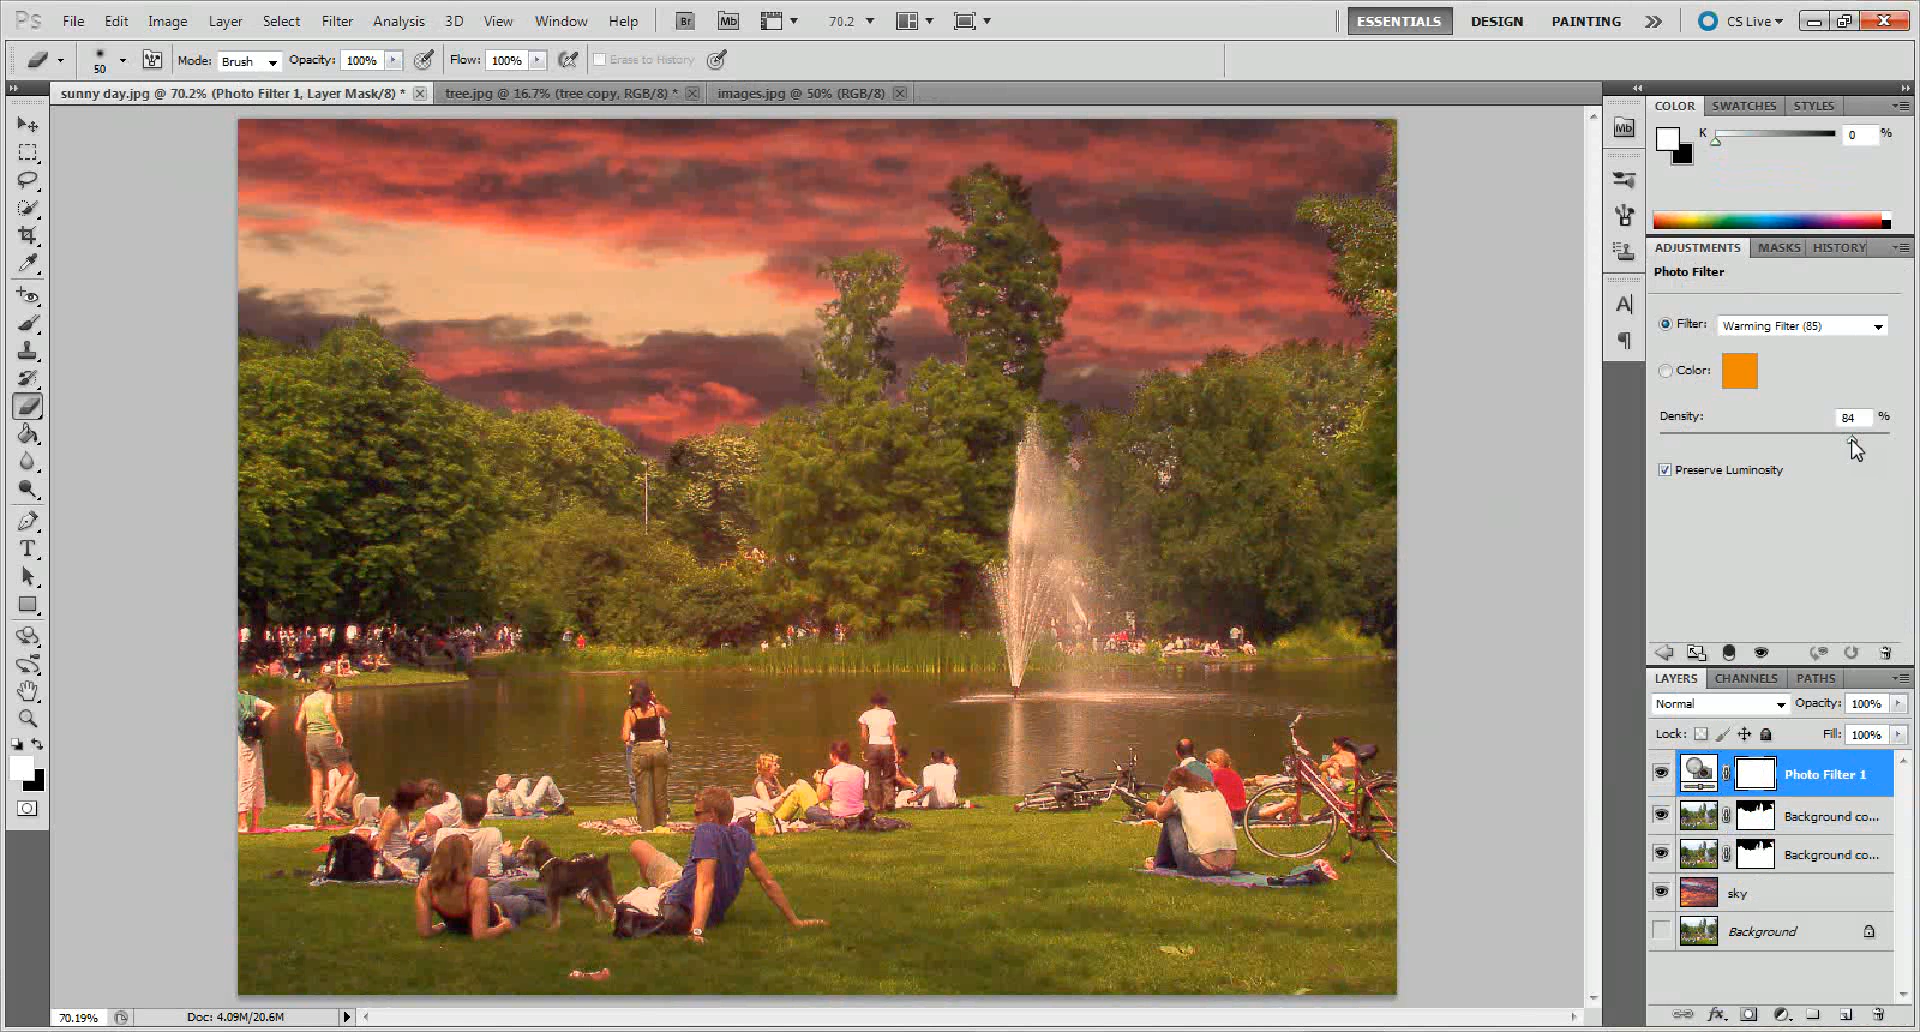 Ps File Edit Image Layer Select Filter Analysis 3D View Window Help Br Mb 70.2 ESSENTIALS DESIGN PAINTING CS Live
50 Mode: Brush Opacity: 100% Flow: 100% Erase to History
sunny day.jpg @ 70.2% (Photo Filter 1, Layer Mask/8) * tree.jpg @ 16.7% (tree copy, RGB/8) * images.jpg @ 50% (RGB/8)
COLOR SWATCHES STYLES
Mb
K 0 %
ADJUSTMENTS MASKS HISTORY
Photo Filter
Filter: Warming Filter (85)
Color:
Density: 84 %
Preserve Luminosity
LAYERS CHANNELS PATHS
Normal Opacity: 100%
Lock: Fill: 100%
Photo Filter 1
Background co...
Background co...
sky
Background
70.19% Doc: 4.09M/20.6M